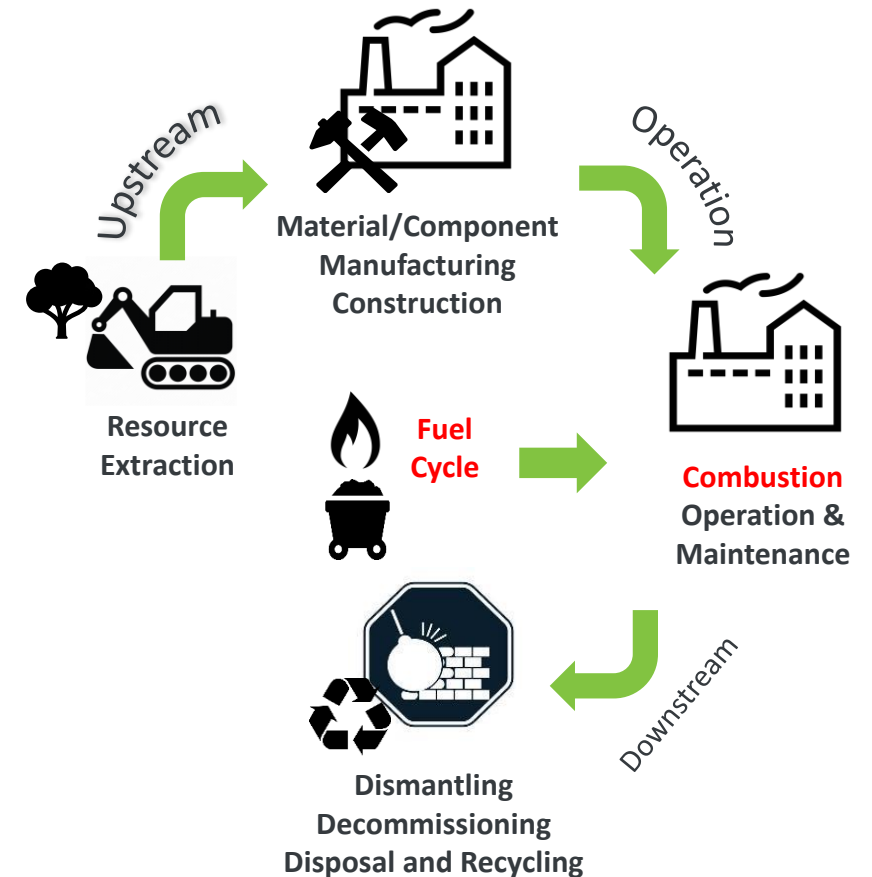 Upstream
Operation
Material/Component
Manufacturing
Construction
Resource
Extraction
Fuel
Cycle
Combustion
Operation &
Maintenance
Downstream
Dismantling
Decommissioning
Disposal and Recycling